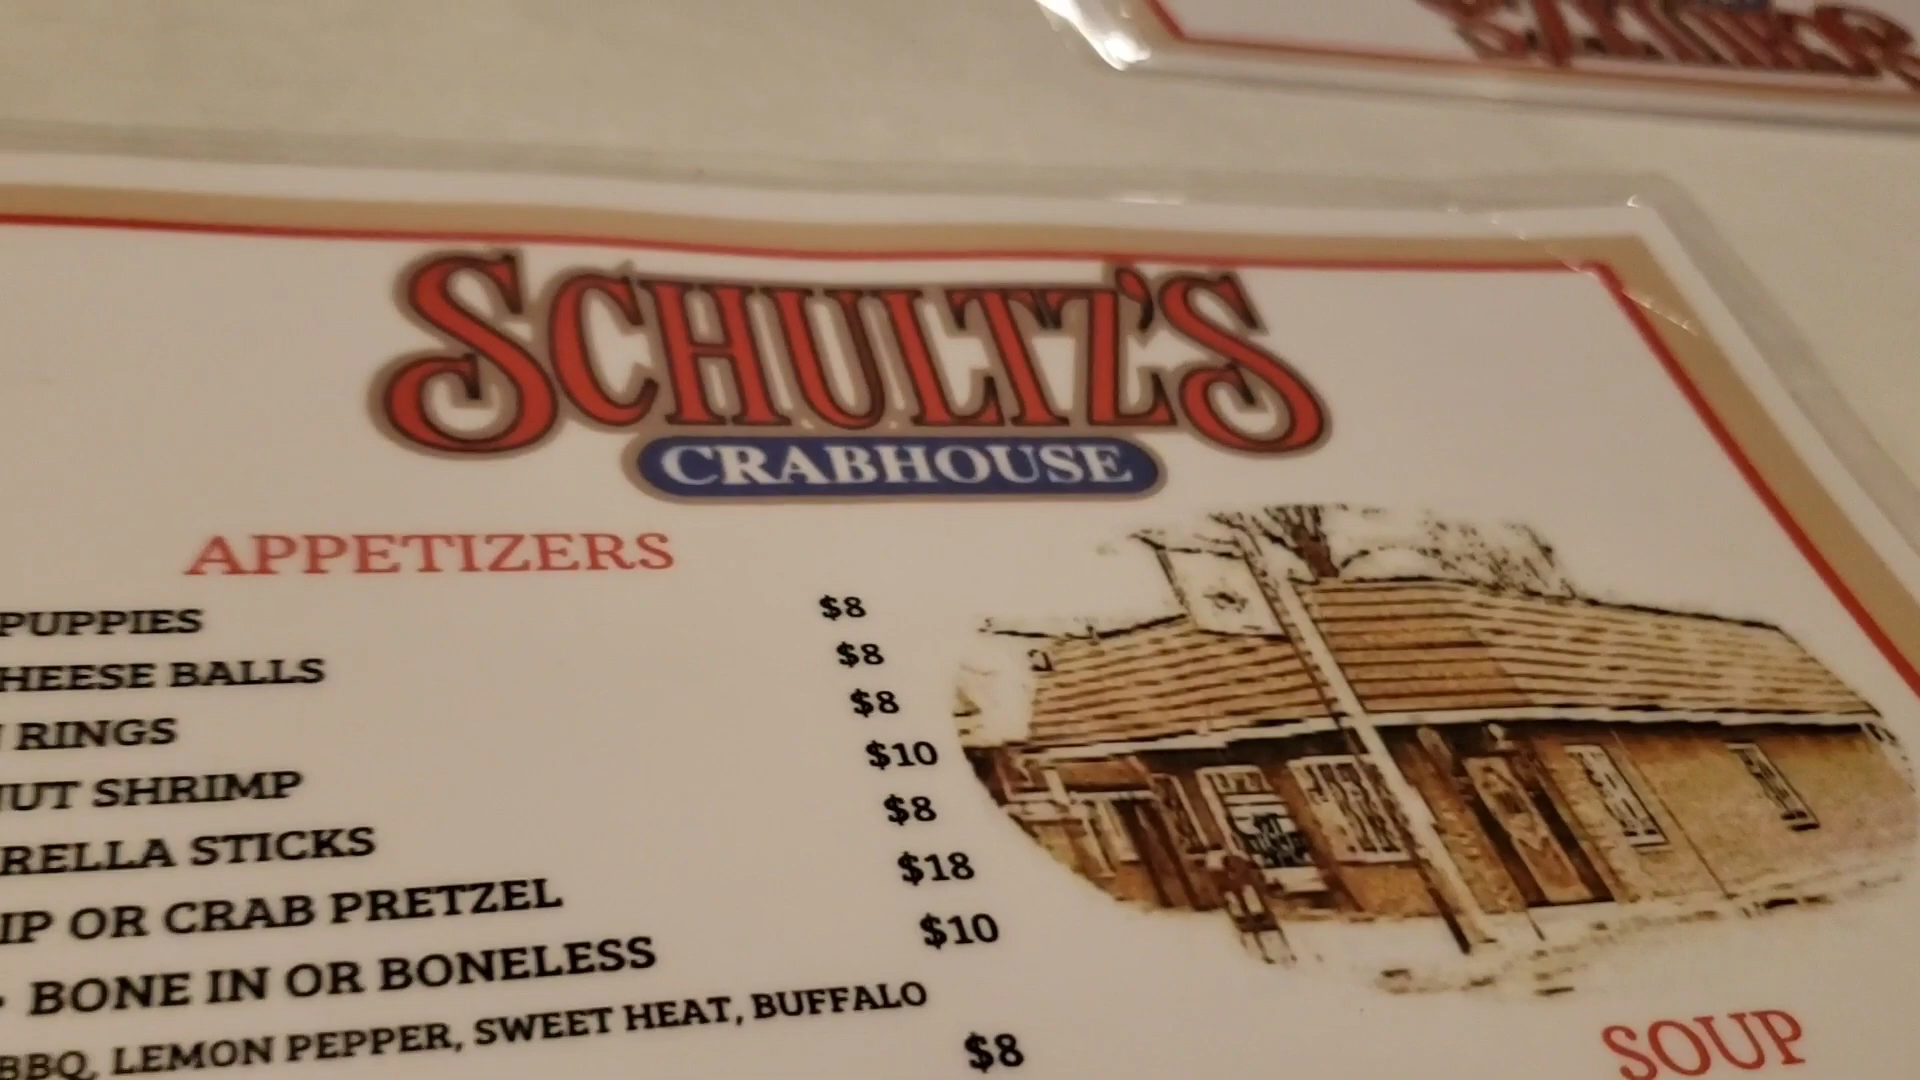 SCHULTZ'S
CRABHOUSE
APPETIZERS
PUPPIES $8
HEESE BALLS $8
RINGS $8
UT SHRIMP $10
RELLA STICKS $8
IP OR CRAB PRETZEL $18
BONE IN OR BONELESS $10
BBQ, LEMON PEPPER, SWEET HEAT, BUFFALO
$8
SOUP